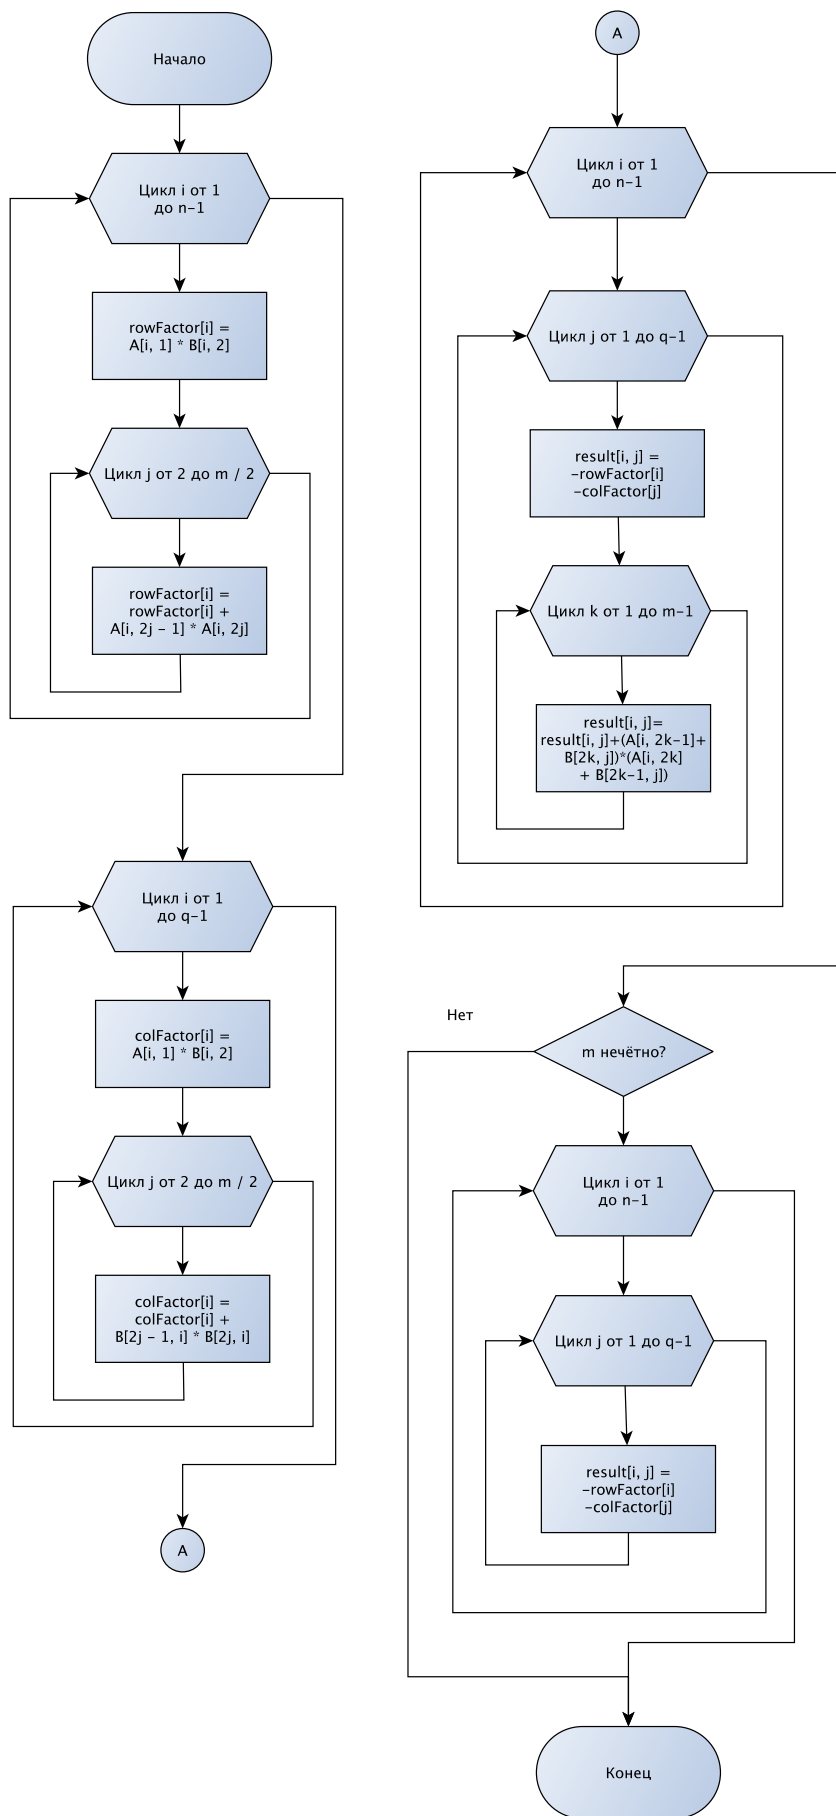 Начало
Цикл i от 1
до n-1
rowFactor[i] =
A[i, 1] * B[i, 2]
Цикл j от 2 до m / 2
rowFactor[i] =
rowFactor[i] +
A[i, 2j - 1] * A[i, 2j]
Цикл i от 1
до q-1
colFactor[i] =
A[i, 1] * B[i, 2]
Цикл j от 2 до m / 2
colFactor[i] =
colFactor[i] +
B[2j - 1, i] * B[2j, i]
A
A
Цикл i от 1
до n-1
Цикл j от 1 до q-1
result[i, j] =
-rowFactor[i]
-colFactor[j]
Цикл k от 1 до m-1
result[i, j]=
result[i, j]+(A[i, 2k-1]+
B[2k, j])*(A[i, 2k]
+ B[2k-1, j])
Нет
m нечётно?
Цикл i от 1
до n-1
Цикл j от 1 до q-1
result[i, j] =
-rowFactor[i]
-colFactor[j]
Конец